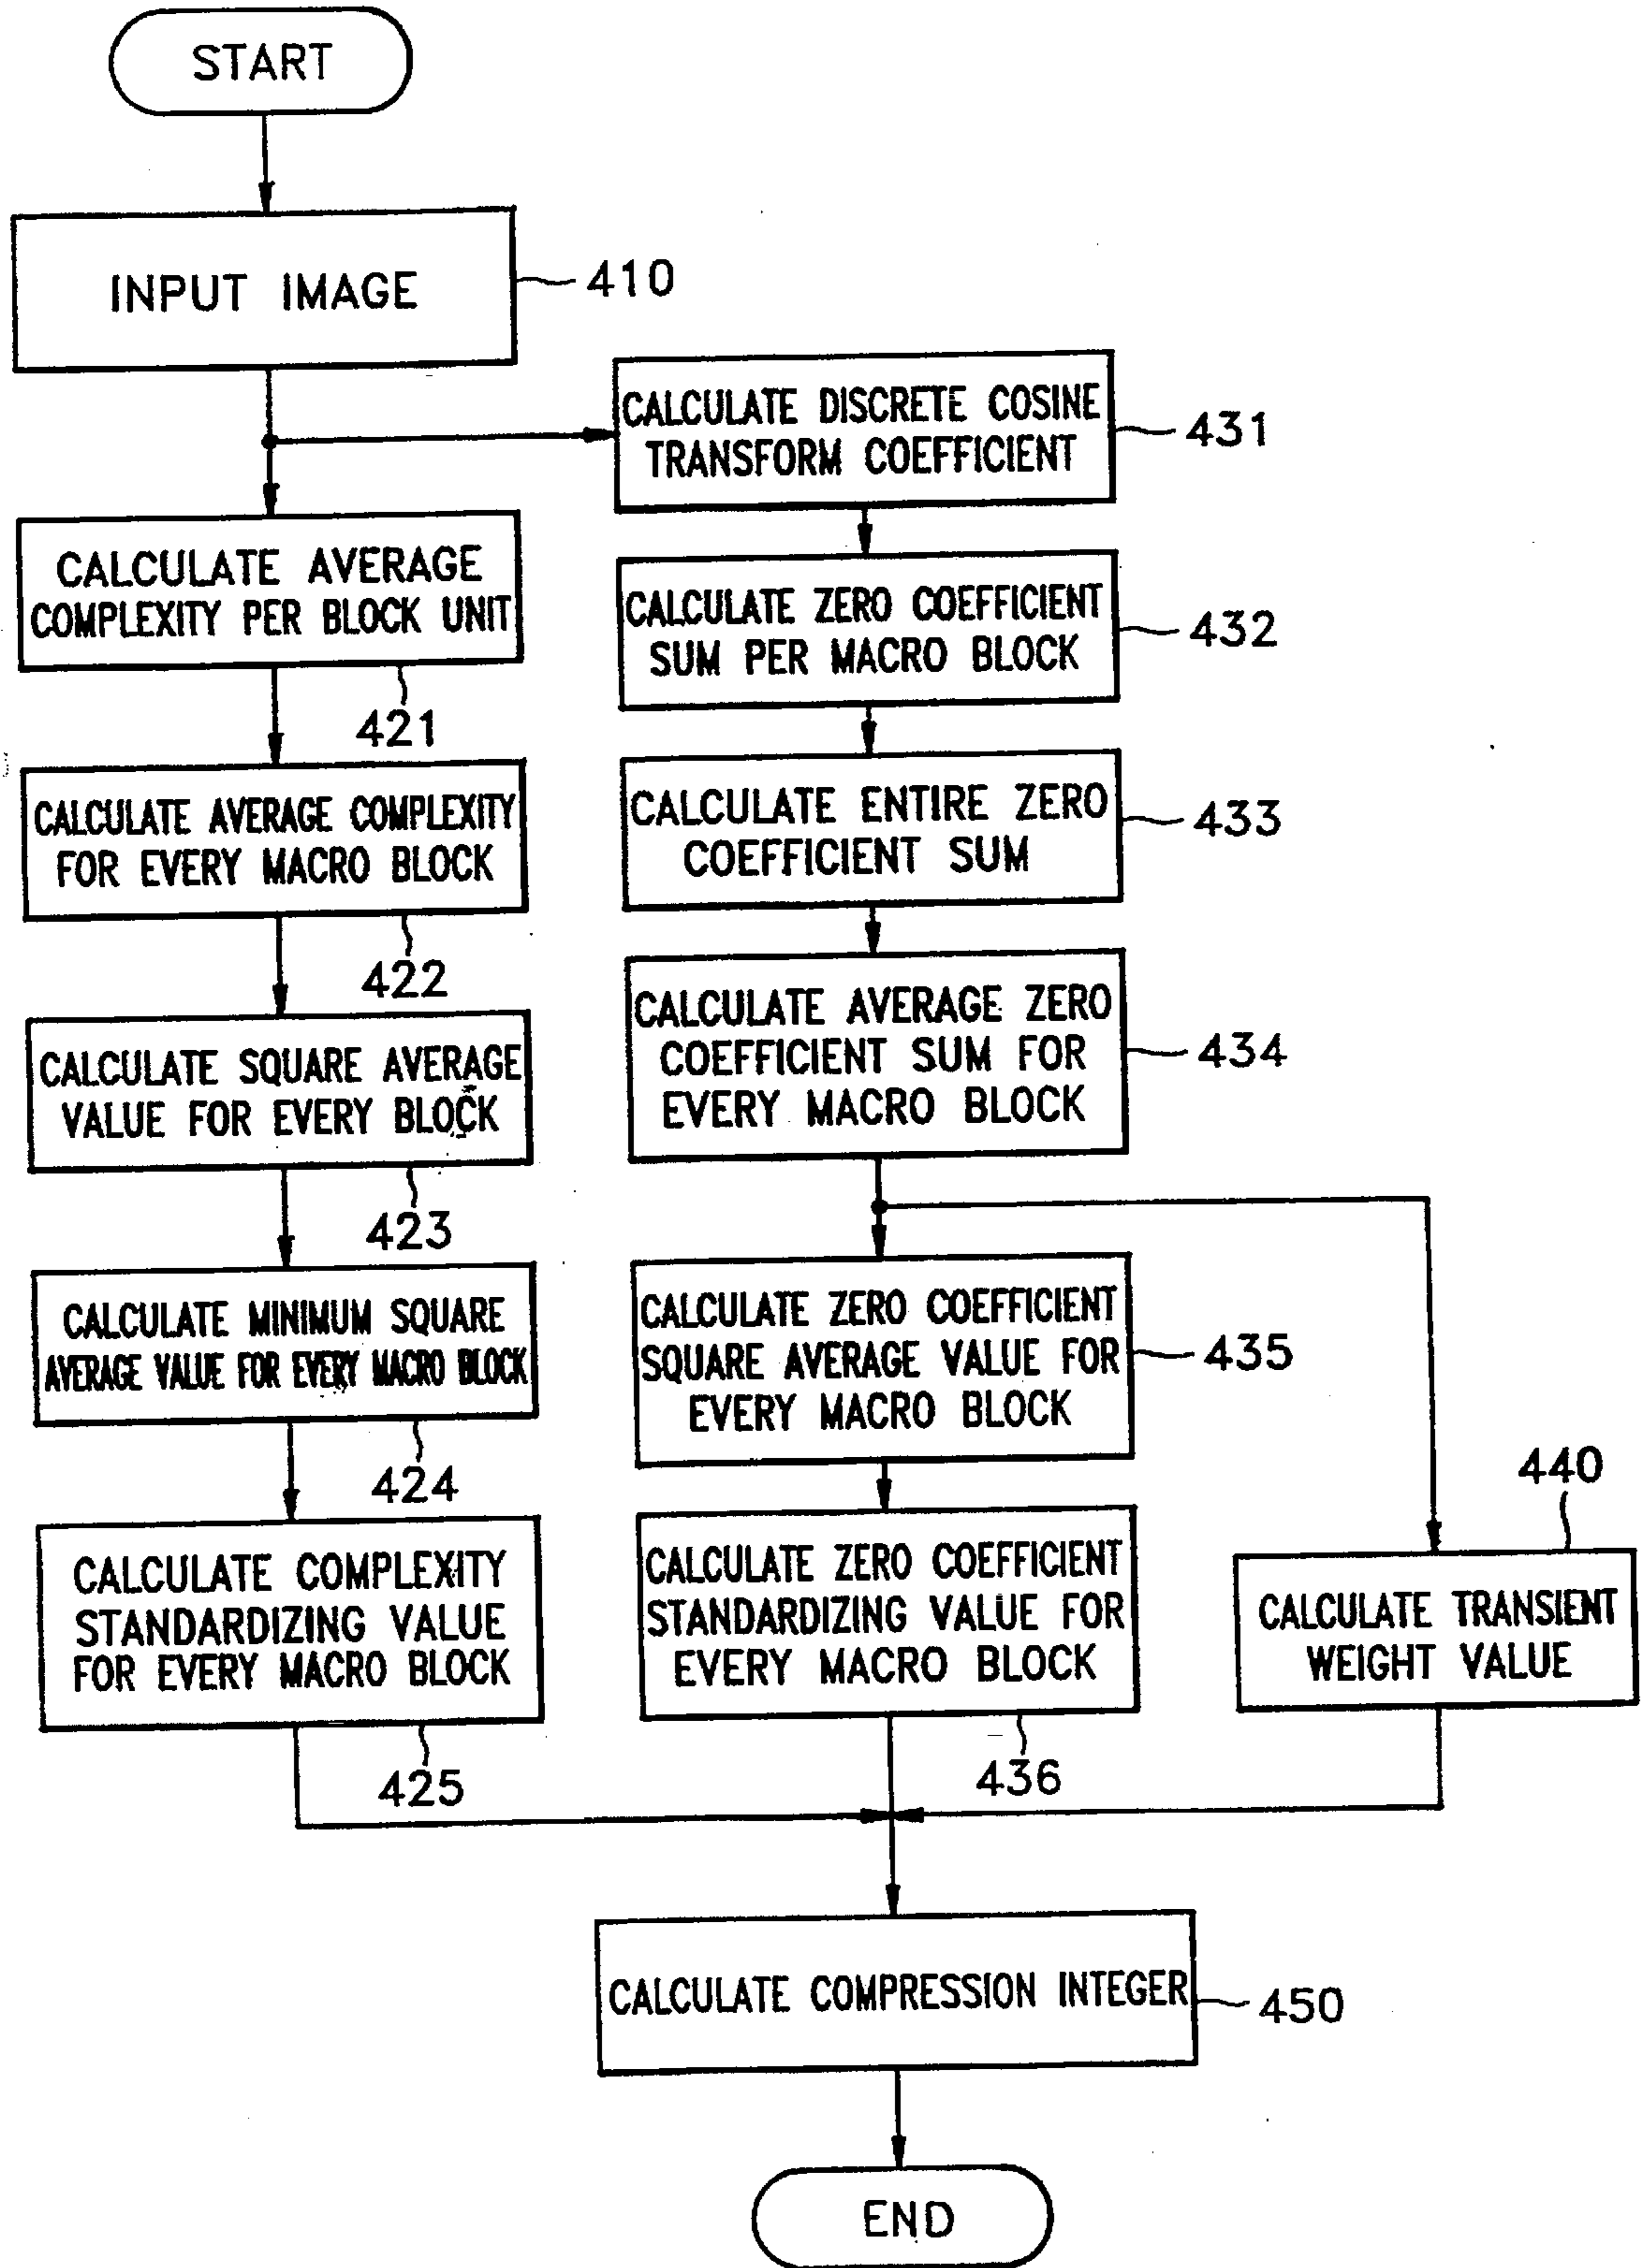 START
INPUT IMAGE
410
CALCULATE DISCRETE COSINE
TRANSFORM COEFFICIENT
431
CALCULATE AVERAGE
COMPLEXITY PER BLOCK UNIT
421
CALCULATE ZERO COEFFICIENT
SUM PER MACRO BLOCK
432
CALCULATE AVERAGE COMPLEXITY
FOR EVERY MACRO BLOCK
422
CALCULATE ENTIRE ZERO
COEFFICIENT SUM
433
CALCULATE SQUARE AVERAGE
VALUE FOR EVERY BLOCK
423
CALCULATE AVERAGE ZERO
COEFFICIENT SUM FOR
EVERY MACRO BLOCK
434
CALCULATE MINIMUM SQUARE
AVERAGE VALUE FOR EVERY MACRO BLOCK
424
CALCULATE ZERO COEFFICIENT
SQUARE AVERAGE VALUE FOR
EVERY MACRO BLOCK
435
CALCULATE COMPLEXITY
STANDARDIZING VALUE
FOR EVERY MACRO BLOCK
425
CALCULATE ZERO COEFFICIENT
STANDARDIZING VALUE FOR
EVERY MACRO BLOCK
436
440
CALCULATE TRANSIENT
WEIGHT VALUE
CALCULATE COMPRESSION INTEGER
450
END